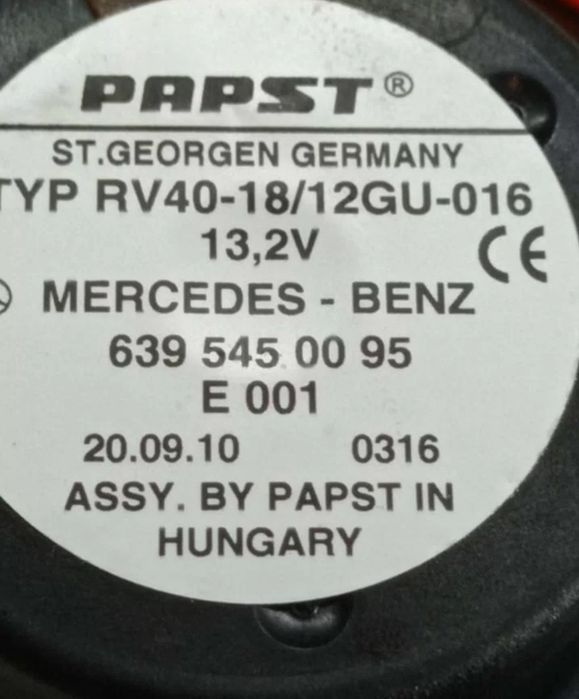 PAPST®
ST.GEORGEN GERMANY
TYP RV40-18/12GU-016
13,2V
CE
MERCEDES - BENZ
639 545 00 95
E 001
20.09.10 0316
ASSY. BY PAPST IN
HUNGARY